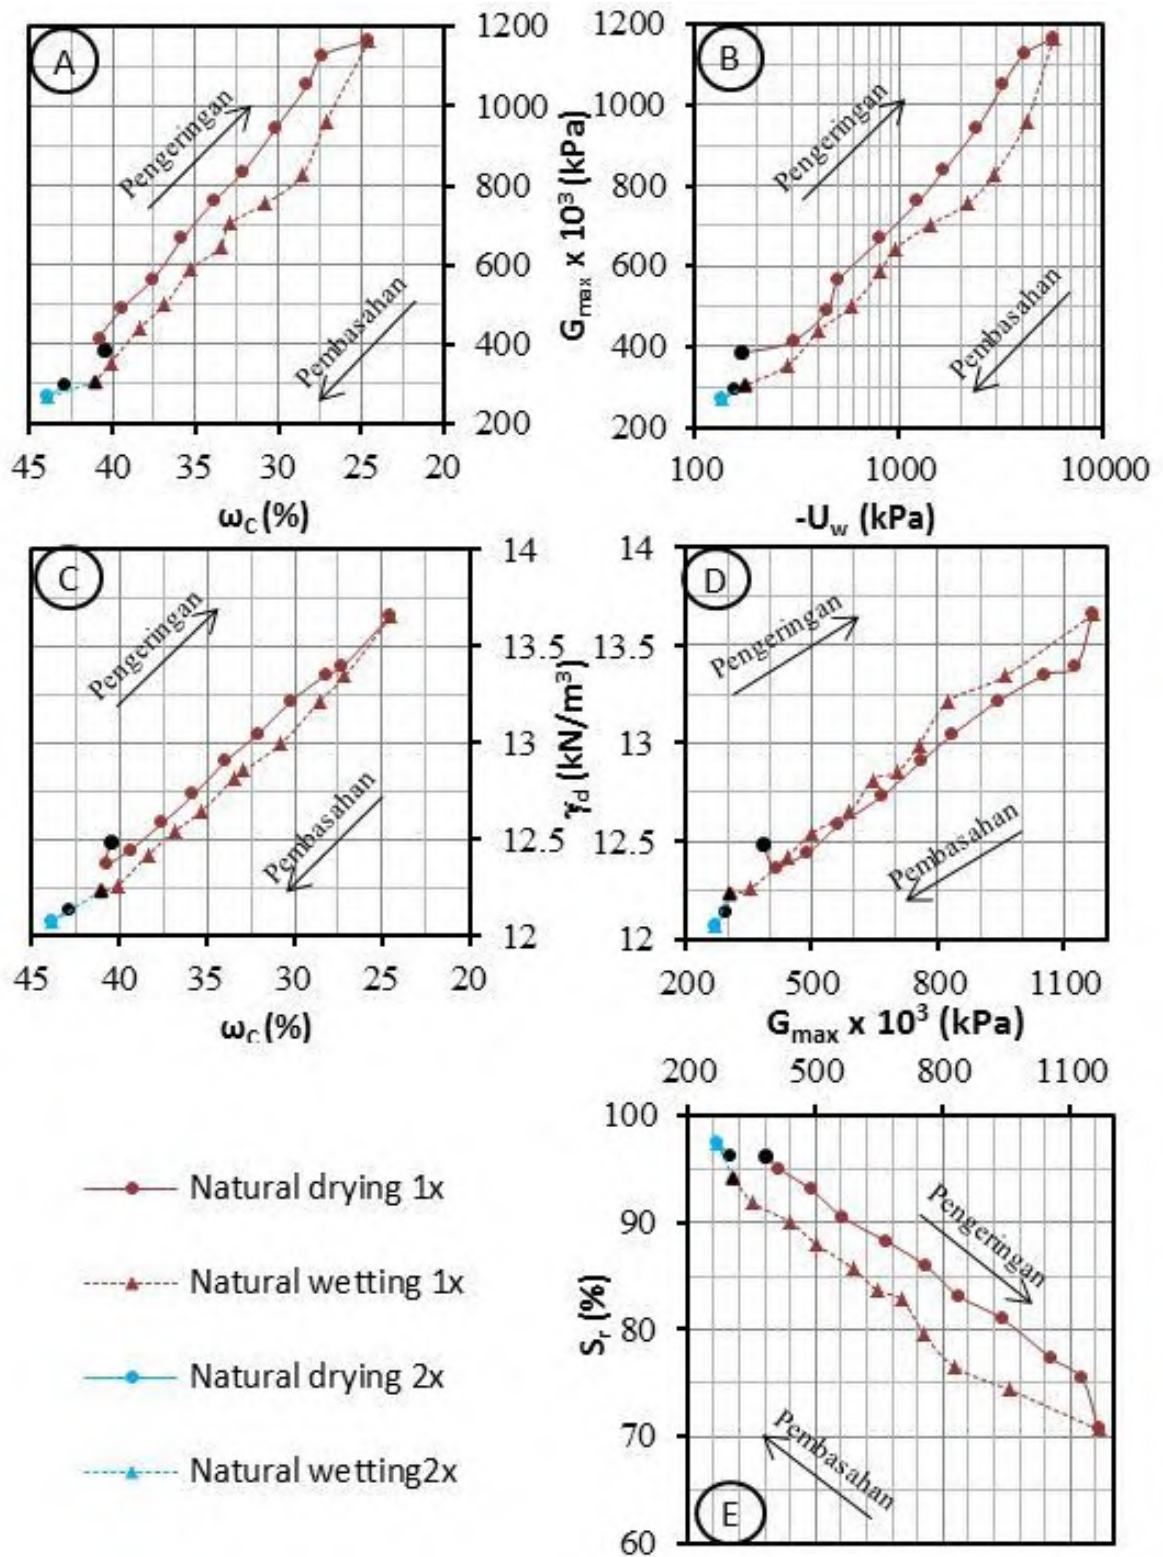 A
Pengeringan
Pembasahan
1200
1000
800
600
400
200
45 40 35 30 25 20
ωC (%)
Gmax x 10³ (kPa)
B
Pengeringan
Pembasahan
1200
1000
800
600
400
200
100 1000 10000
-Uw (kPa)
C
Pengeringan
Pembasahan
14
13.5
13
12.5
12
45 40 35 30 25 20
ωC (%)
γd (kN/m³)
D
Pengeringan
Pembasahan
14
13.5
13
12.5
12
200 500 800 1100
Gmax x 10³ (kPa)
200 500 800 1100
100
90
80
70
60
Sr (%)
Pengeringan
Pembasahan
E
Natural drying 1x
Natural wetting 1x
Natural drying 2x
Natural wetting2x